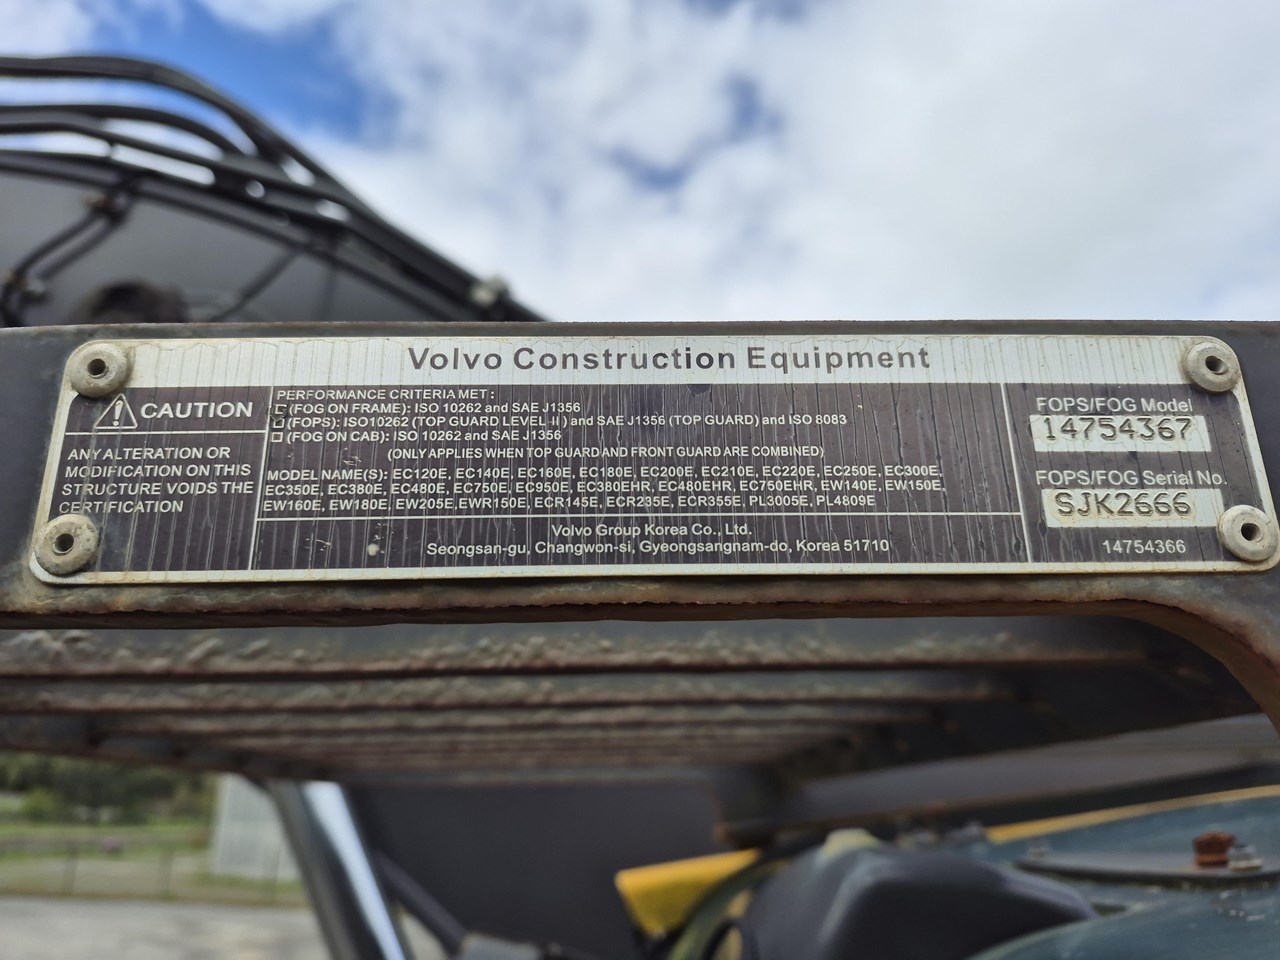 Volvo Construction Equipment
CAUTION
ANY ALTERATION OR
MODIFICATION ON THIS
STRUCTURE VOIDS THE
CERTIFICATION
PERFORMANCE CRITERIA MET :
(FOG ON FRAME): ISO 10262 and SAE J1356
(FOPS): ISO10262 (TOP GUARD LEVEL II) and SAE J1356 (TOP GUARD) and ISO 8083
(FOG ON CAB): ISO 10262 and SAE J1356
(ONLY APPLIES WHEN TOP GUARD AND FRONT GUARD ARE COMBINED)
MODEL NAME(S): EC120E, EC140E, EC160E, EC180E, EC200E, EC210E, EC220E, EC250E, EC300E,
EC350E, EC380E, EC480E, EC750E, EC950E, EC380EHR, EC480EHR, EC750EHR, EW140E, EW150E,
EW160E, EW180E, EW205E, EWR150E, ECR145E, ECR235E, ECR355E, PL3005E, PL4809E
Volvo Group Korea Co., Ltd.
Seongsan-gu, Changwon-si, Gyeongsangnam-do, Korea 51710
FOPS/FOG Model
14754367
FOPS/FOG Serial No.
SJK2666
14754366